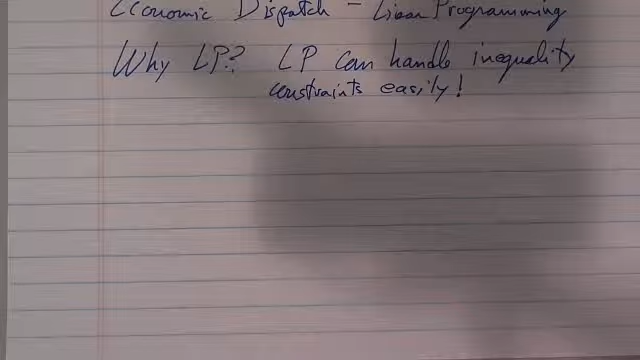 Economic Dispatch - Linear Programming
Why LP? LP can handle inequality
constraints easily!